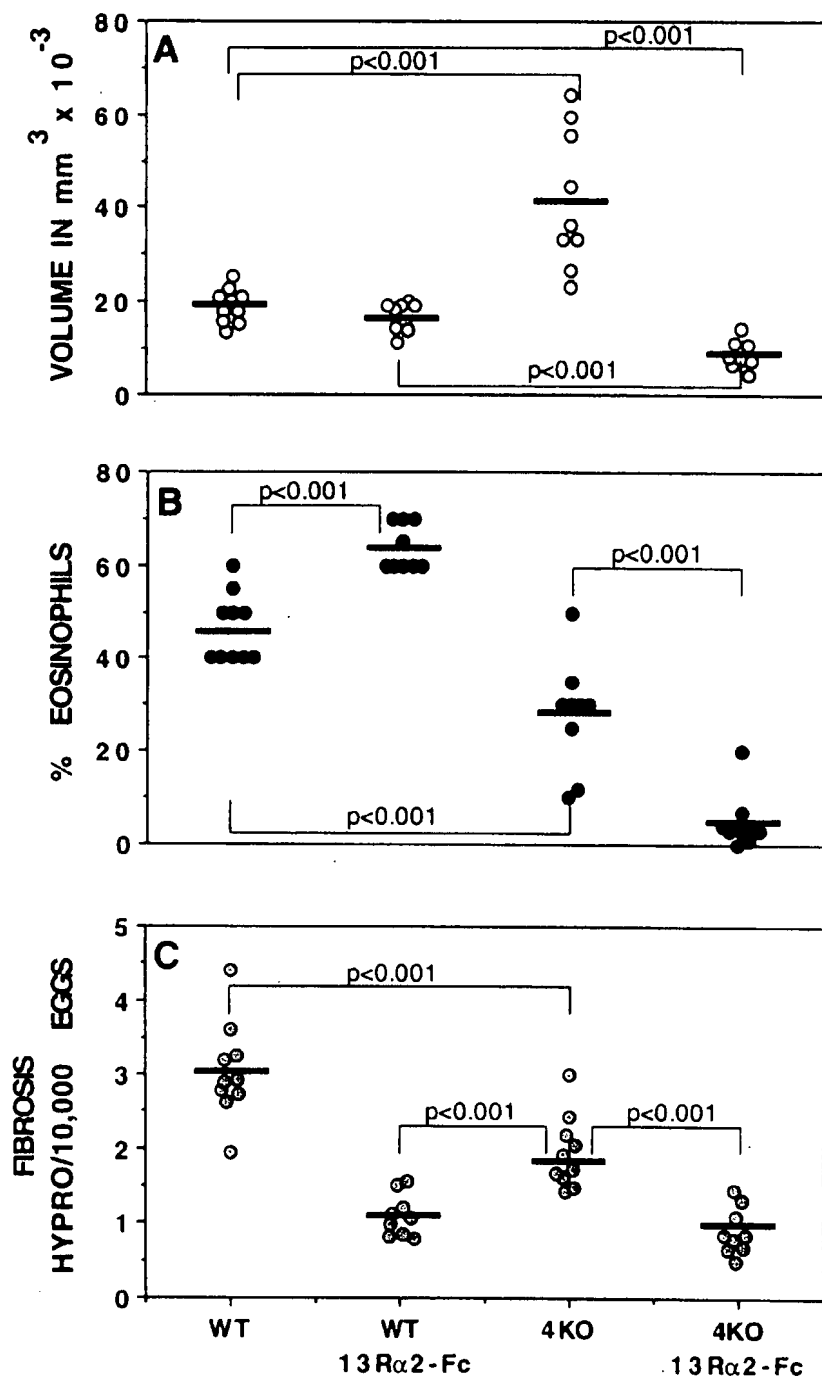 A
VOLUME IN mm³ x 10⁻³
80
60
40
20
0
p<0.001
p<0.001
p<0.001
B
% EOSINOPHILS
80
60
40
20
0
p<0.001
p<0.001
p<0.001
C
FIBROSIS
HYPRO/10,000 EGGS
5
4
3
2
1
0
p<0.001
p<0.001
p<0.001
WT
WT
13Rα2-Fc
4KO
4KO
13Rα2-Fc